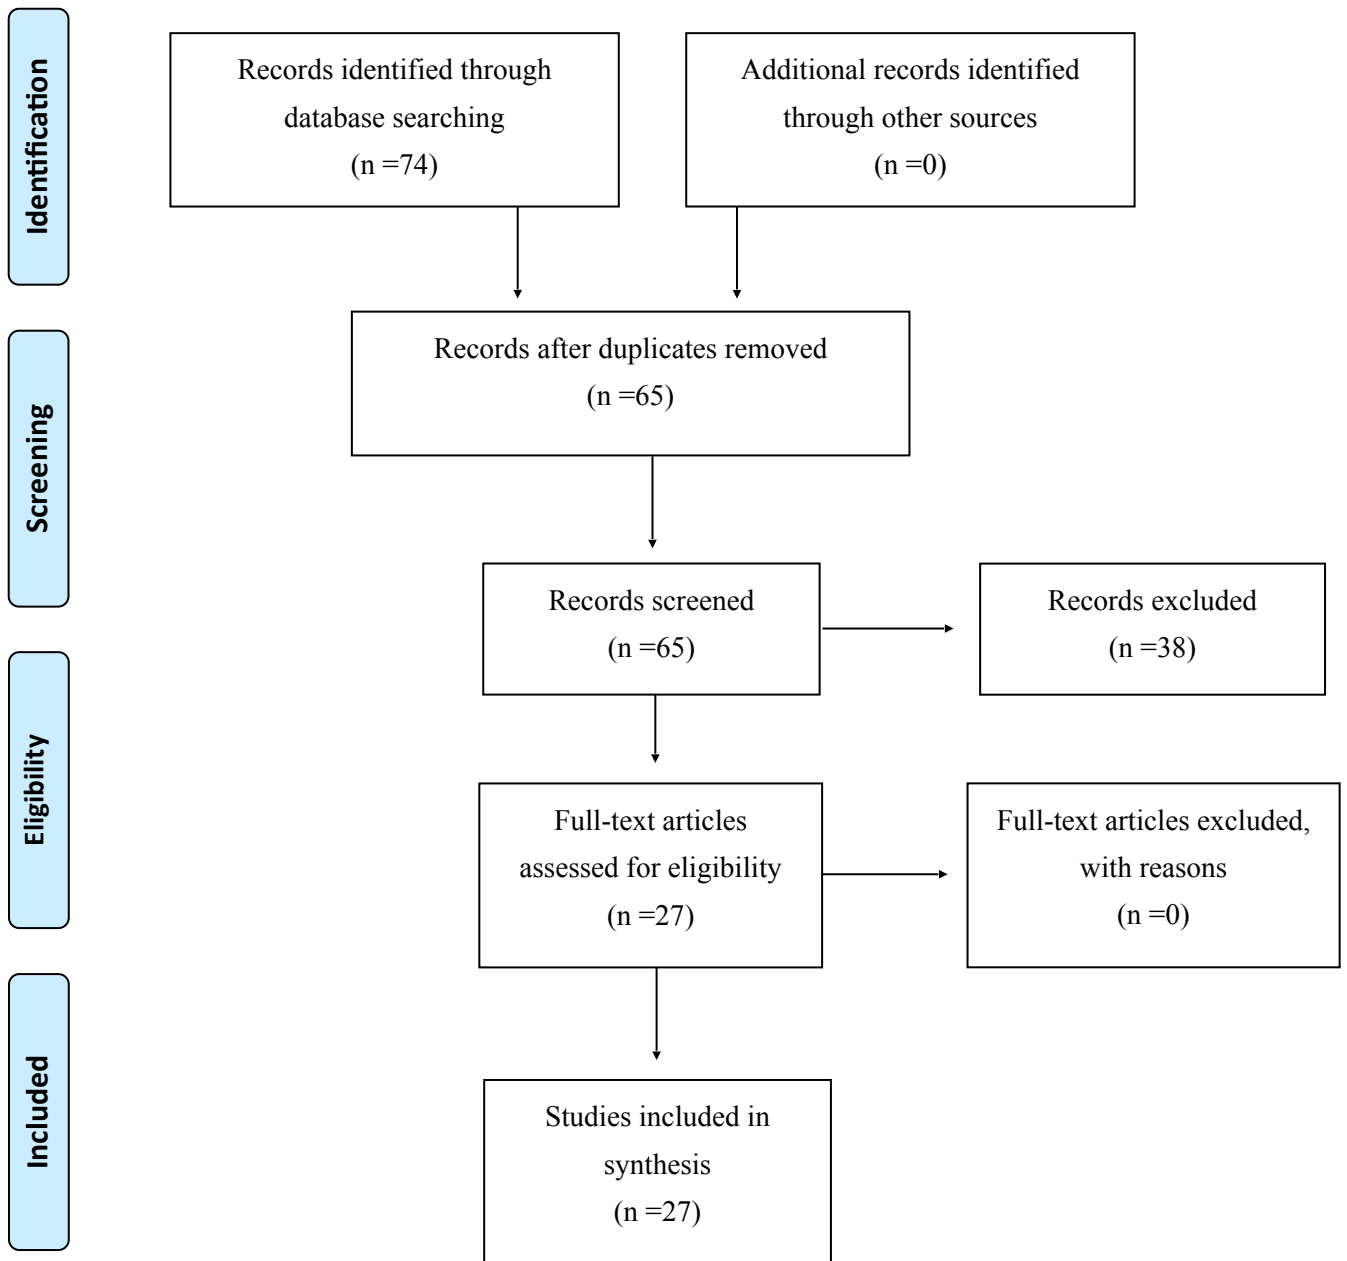 Identification
Records identified through
database searching
(n =74)
Additional records identified
through other sources
(n =0)
Screening
Records after duplicates removed
(n =65)
Records screened
(n =65)
Records excluded
(n =38)
Eligibility
Full-text articles
assessed for eligibility
(n =27)
Full-text articles excluded,
with reasons
(n =0)
Included
Studies included in
synthesis
(n =27)